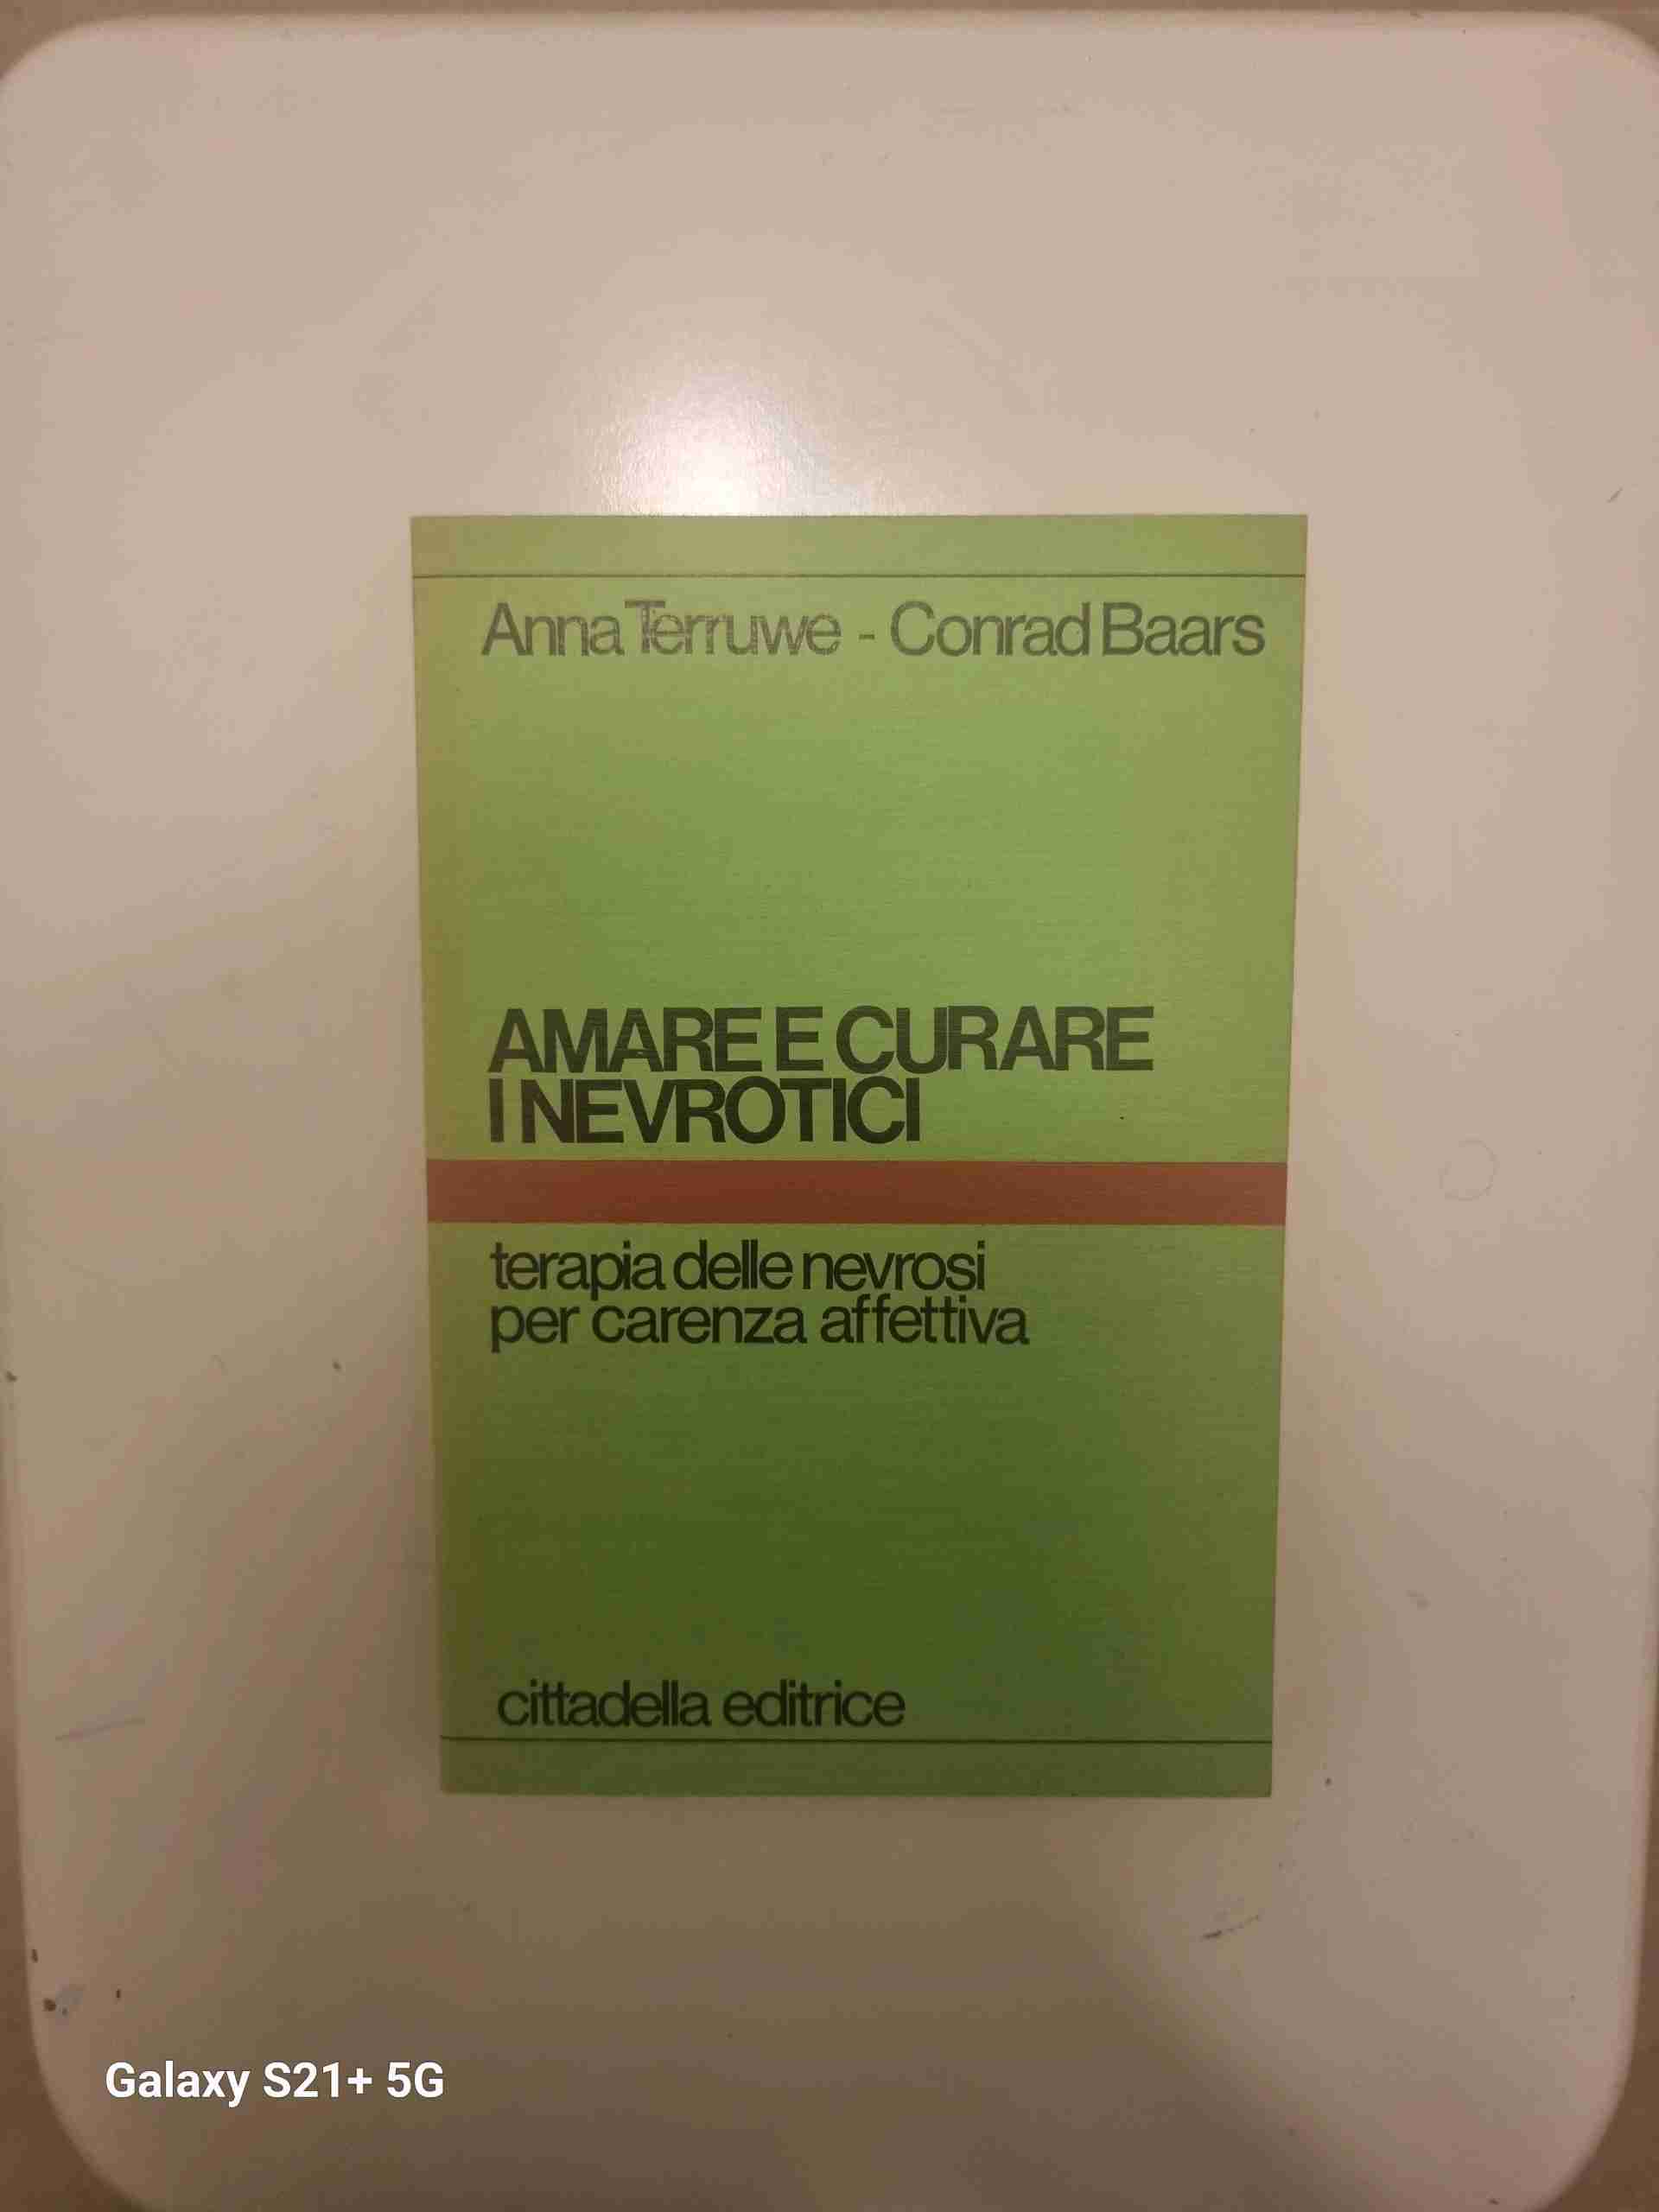 Anna Terruwe - Conrad Baars
AMARE E CURARE
I NEVROTICI
terapia delle nevrosi
per carenza affettiva
cittadella editrice
Galaxy S21+ 5G